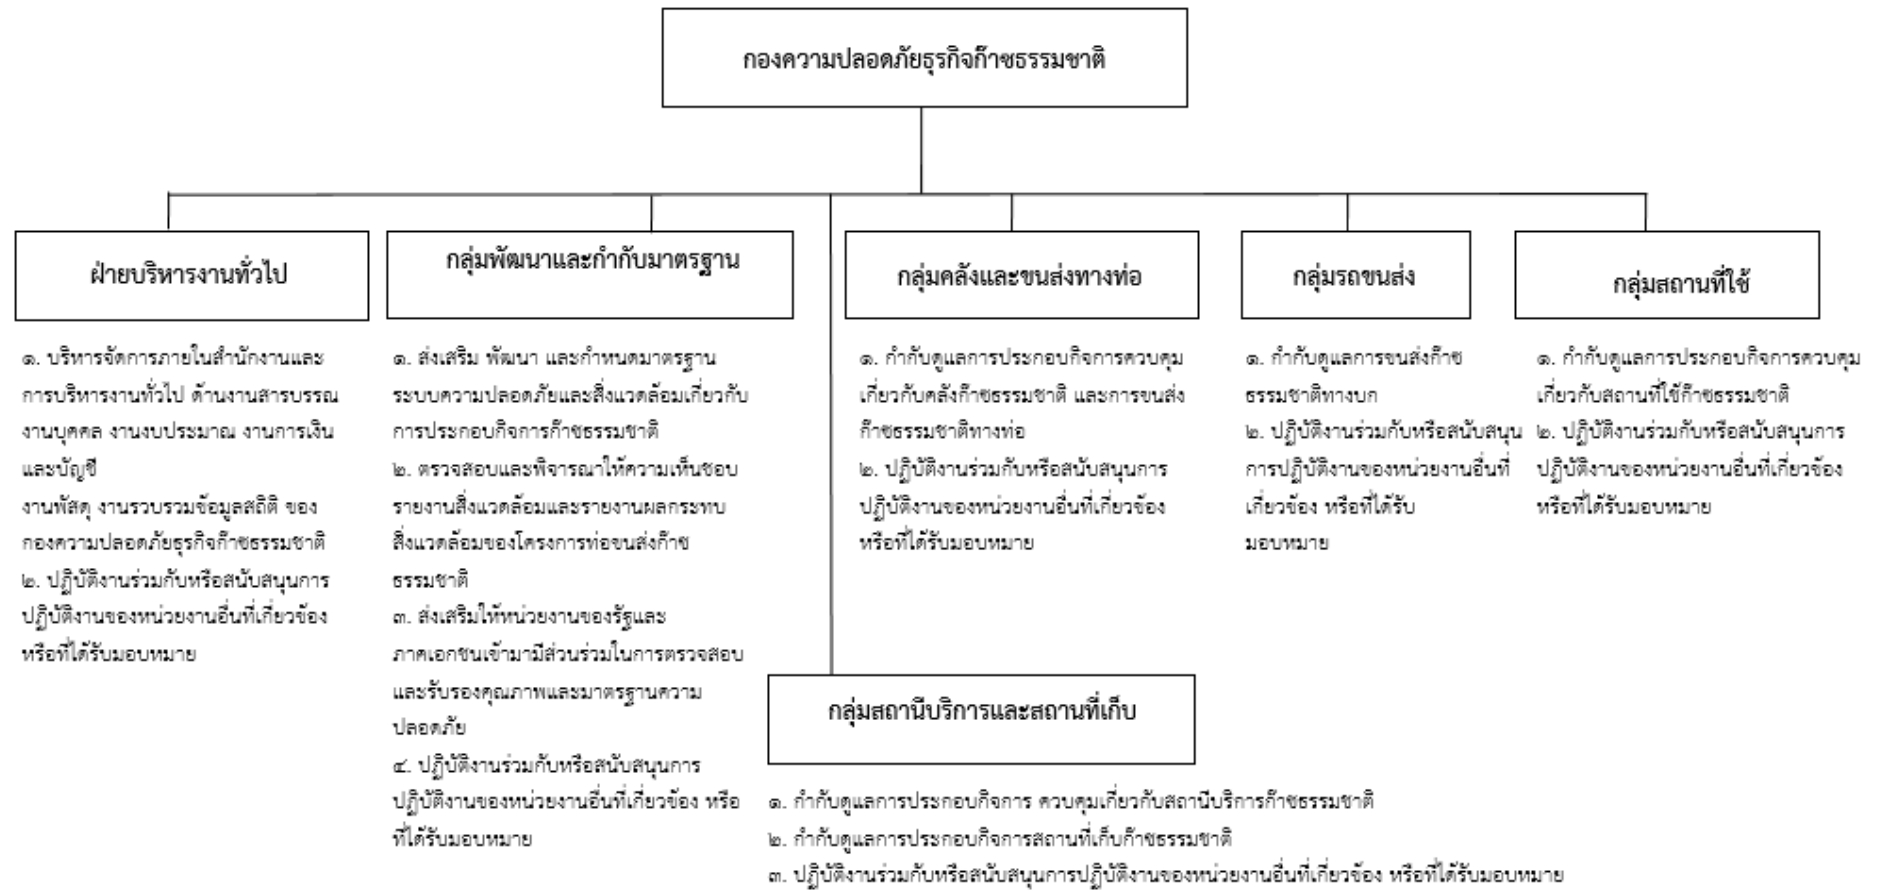 กองความปลอดภัยธุรกิจก๊าซธรรมชาติ
ฝ่ายบริหารงานทั่วไป
๑. บริหารจัดการภายในสำนักงานและ
การบริหารงานทั่วไป ด้านงานสารบรรณ
งานบุคคล งานงบประมาณ งานการเงิน
และบัญชี
งานพัสดุ งานรวบรวมข้อมูลสถิติ ของ
กองความปลอดภัยธุรกิจก๊าซธรรมชาติ
๒. ปฏิบัติงานร่วมกับหรือสนับสนุนการ
ปฏิบัติงานของหน่วยงานอื่นที่เกี่ยวข้อง
หรือที่ได้รับมอบหมาย
กลุ่มพัฒนาและกำกับมาตรฐาน
๑. ส่งเสริม พัฒนา และกำหนดมาตรฐาน
ระบบความปลอดภัยและสิ่งแวดล้อมเกี่ยวกับ
การประกอบกิจการก๊าซธรรมชาติ
๒. ตรวจสอบและพิจารณาให้ความเห็นชอบ
รายงานสิ่งแวดล้อมและรายงานผลกระทบ
สิ่งแวดล้อมของโครงการท่อขนส่งก๊าซ
ธรรมชาติ
๓. ส่งเสริมให้หน่วยงานของรัฐและ
ภาคเอกชนเข้ามามีส่วนร่วมในการตรวจสอบ
และรับรองคุณภาพและมาตรฐานความ
ปลอดภัย
๔. ปฏิบัติงานร่วมกับหรือสนับสนุนการ
ปฏิบัติงานของหน่วยงานอื่นที่เกี่ยวข้อง หรือ
ที่ได้รับมอบหมาย
กลุ่มคลังและขนส่งทางท่อ
๑. กำกับดูแลการประกอบกิจการควบคุม
เกี่ยวกับคลังก๊าซธรรมชาติ และการขนส่ง
ก๊าซธรรมชาติทางท่อ
๒. ปฏิบัติงานร่วมกับหรือสนับสนุนการ
ปฏิบัติงานของหน่วยงานอื่นที่เกี่ยวข้อง
หรือที่ได้รับมอบหมาย
กลุ่มรถขนส่ง
๑. กำกับดูแลการขนส่งก๊าซ
ธรรมชาติทางบก
๒. ปฏิบัติงานร่วมกับหรือสนับสนุน
การปฏิบัติงานของหน่วยงานอื่นที่
เกี่ยวข้อง หรือที่ได้รับ
มอบหมาย
กลุ่มสถานที่ใช้
๑. กำกับดูแลการประกอบกิจการควบคุม
เกี่ยวกับสถานที่ใช้ก๊าซธรรมชาติ
๒. ปฏิบัติงานร่วมกับหรือสนับสนุนการ
ปฏิบัติงานของหน่วยงานอื่นที่เกี่ยวข้อง
หรือที่ได้รับมอบหมาย
กลุ่มสถานีบริการและสถานที่เก็บ
๑. กำกับดูแลการประกอบกิจการ ควบคุมเกี่ยวกับสถานีบริการก๊าซธรรมชาติ
๒. กำกับดูแลการประกอบกิจการสถานที่เก็บก๊าซธรรมชาติ
๓. ปฏิบัติงานร่วมกับหรือสนับสนุนการปฏิบัติงานของหน่วยงานอื่นที่เกี่ยวข้อง หรือที่ได้รับมอบหมาย